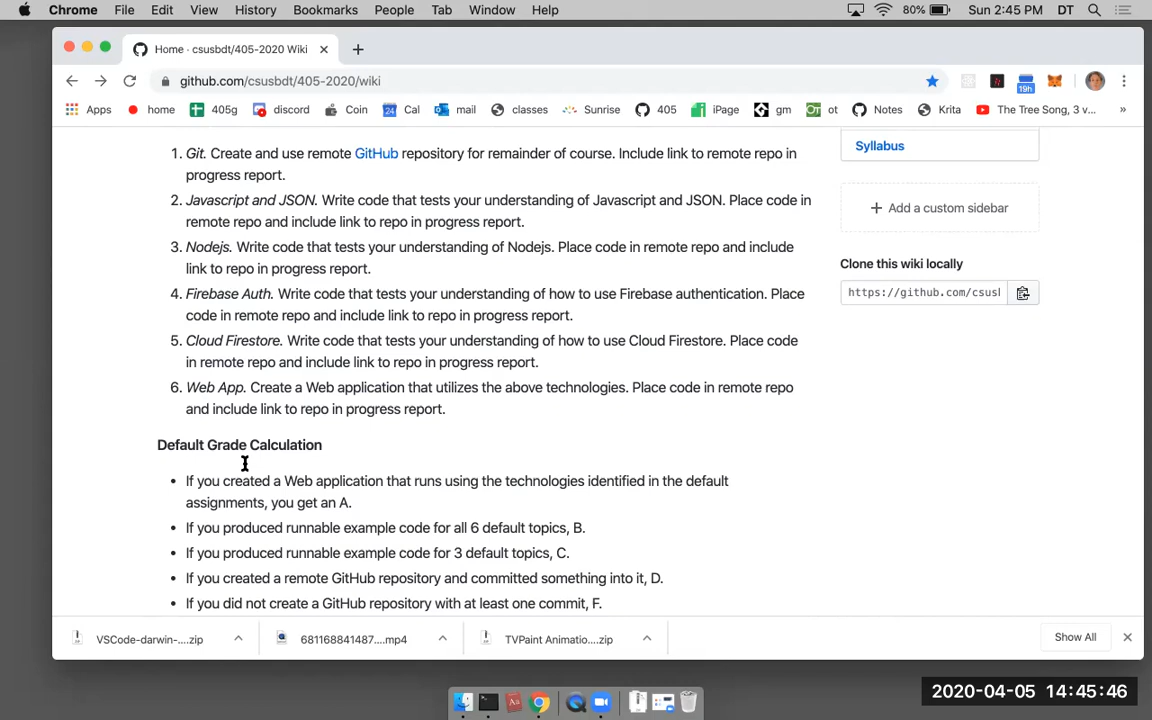 Chrome File Edit View History Bookmarks People Tab Window Help 80% Sun 2:45 PM DT
Home · csusbdt/405-2020 Wiki
github.com/csusbdt/405-2020/wiki
19h
Apps home 405g discord 24 Cal mail classes Sunrise 405 iPage gm ot Notes Krita The Tree Song, 3 v... »
1. Git. Create and use remote GitHub repository for remainder of course. Include link to remote repo in
progress report.
2. Javascript and JSON. Write code that tests your understanding of Javascript and JSON. Place code in
remote repo and include link to repo in progress report.
3. Nodejs. Write code that tests your understanding of Nodejs. Place code in remote repo and include
link to repo in progress report.
4. Firebase Auth. Write code that tests your understanding of how to use Firebase authentication. Place
code in remote repo and include link to repo in progress report.
5. Cloud Firestore. Write code that tests your understanding of how to use Cloud Firestore. Place code
in remote repo and include link to repo in progress report.
6. Web App. Create a Web application that utilizes the above technologies. Place code in remote repo
and include link to repo in progress report.
Default Grade Calculation
• If you created a Web application that runs using the technologies identified in the default
assignments, you get an A.
• If you produced runnable example code for all 6 default topics, B.
• If you produced runnable example code for 3 default topics, C.
• If you created a remote GitHub repository and committed something into it, D.
• If you did not create a GitHub repository with at least one commit, F.
Syllabus
+ Add a custom sidebar
Clone this wiki locally
https://github.com/csusl
VSCode-darwin-....zip
681168841487....mp4
TVPaint Animatio....zip
Show All
2020-04-05 14:45:46